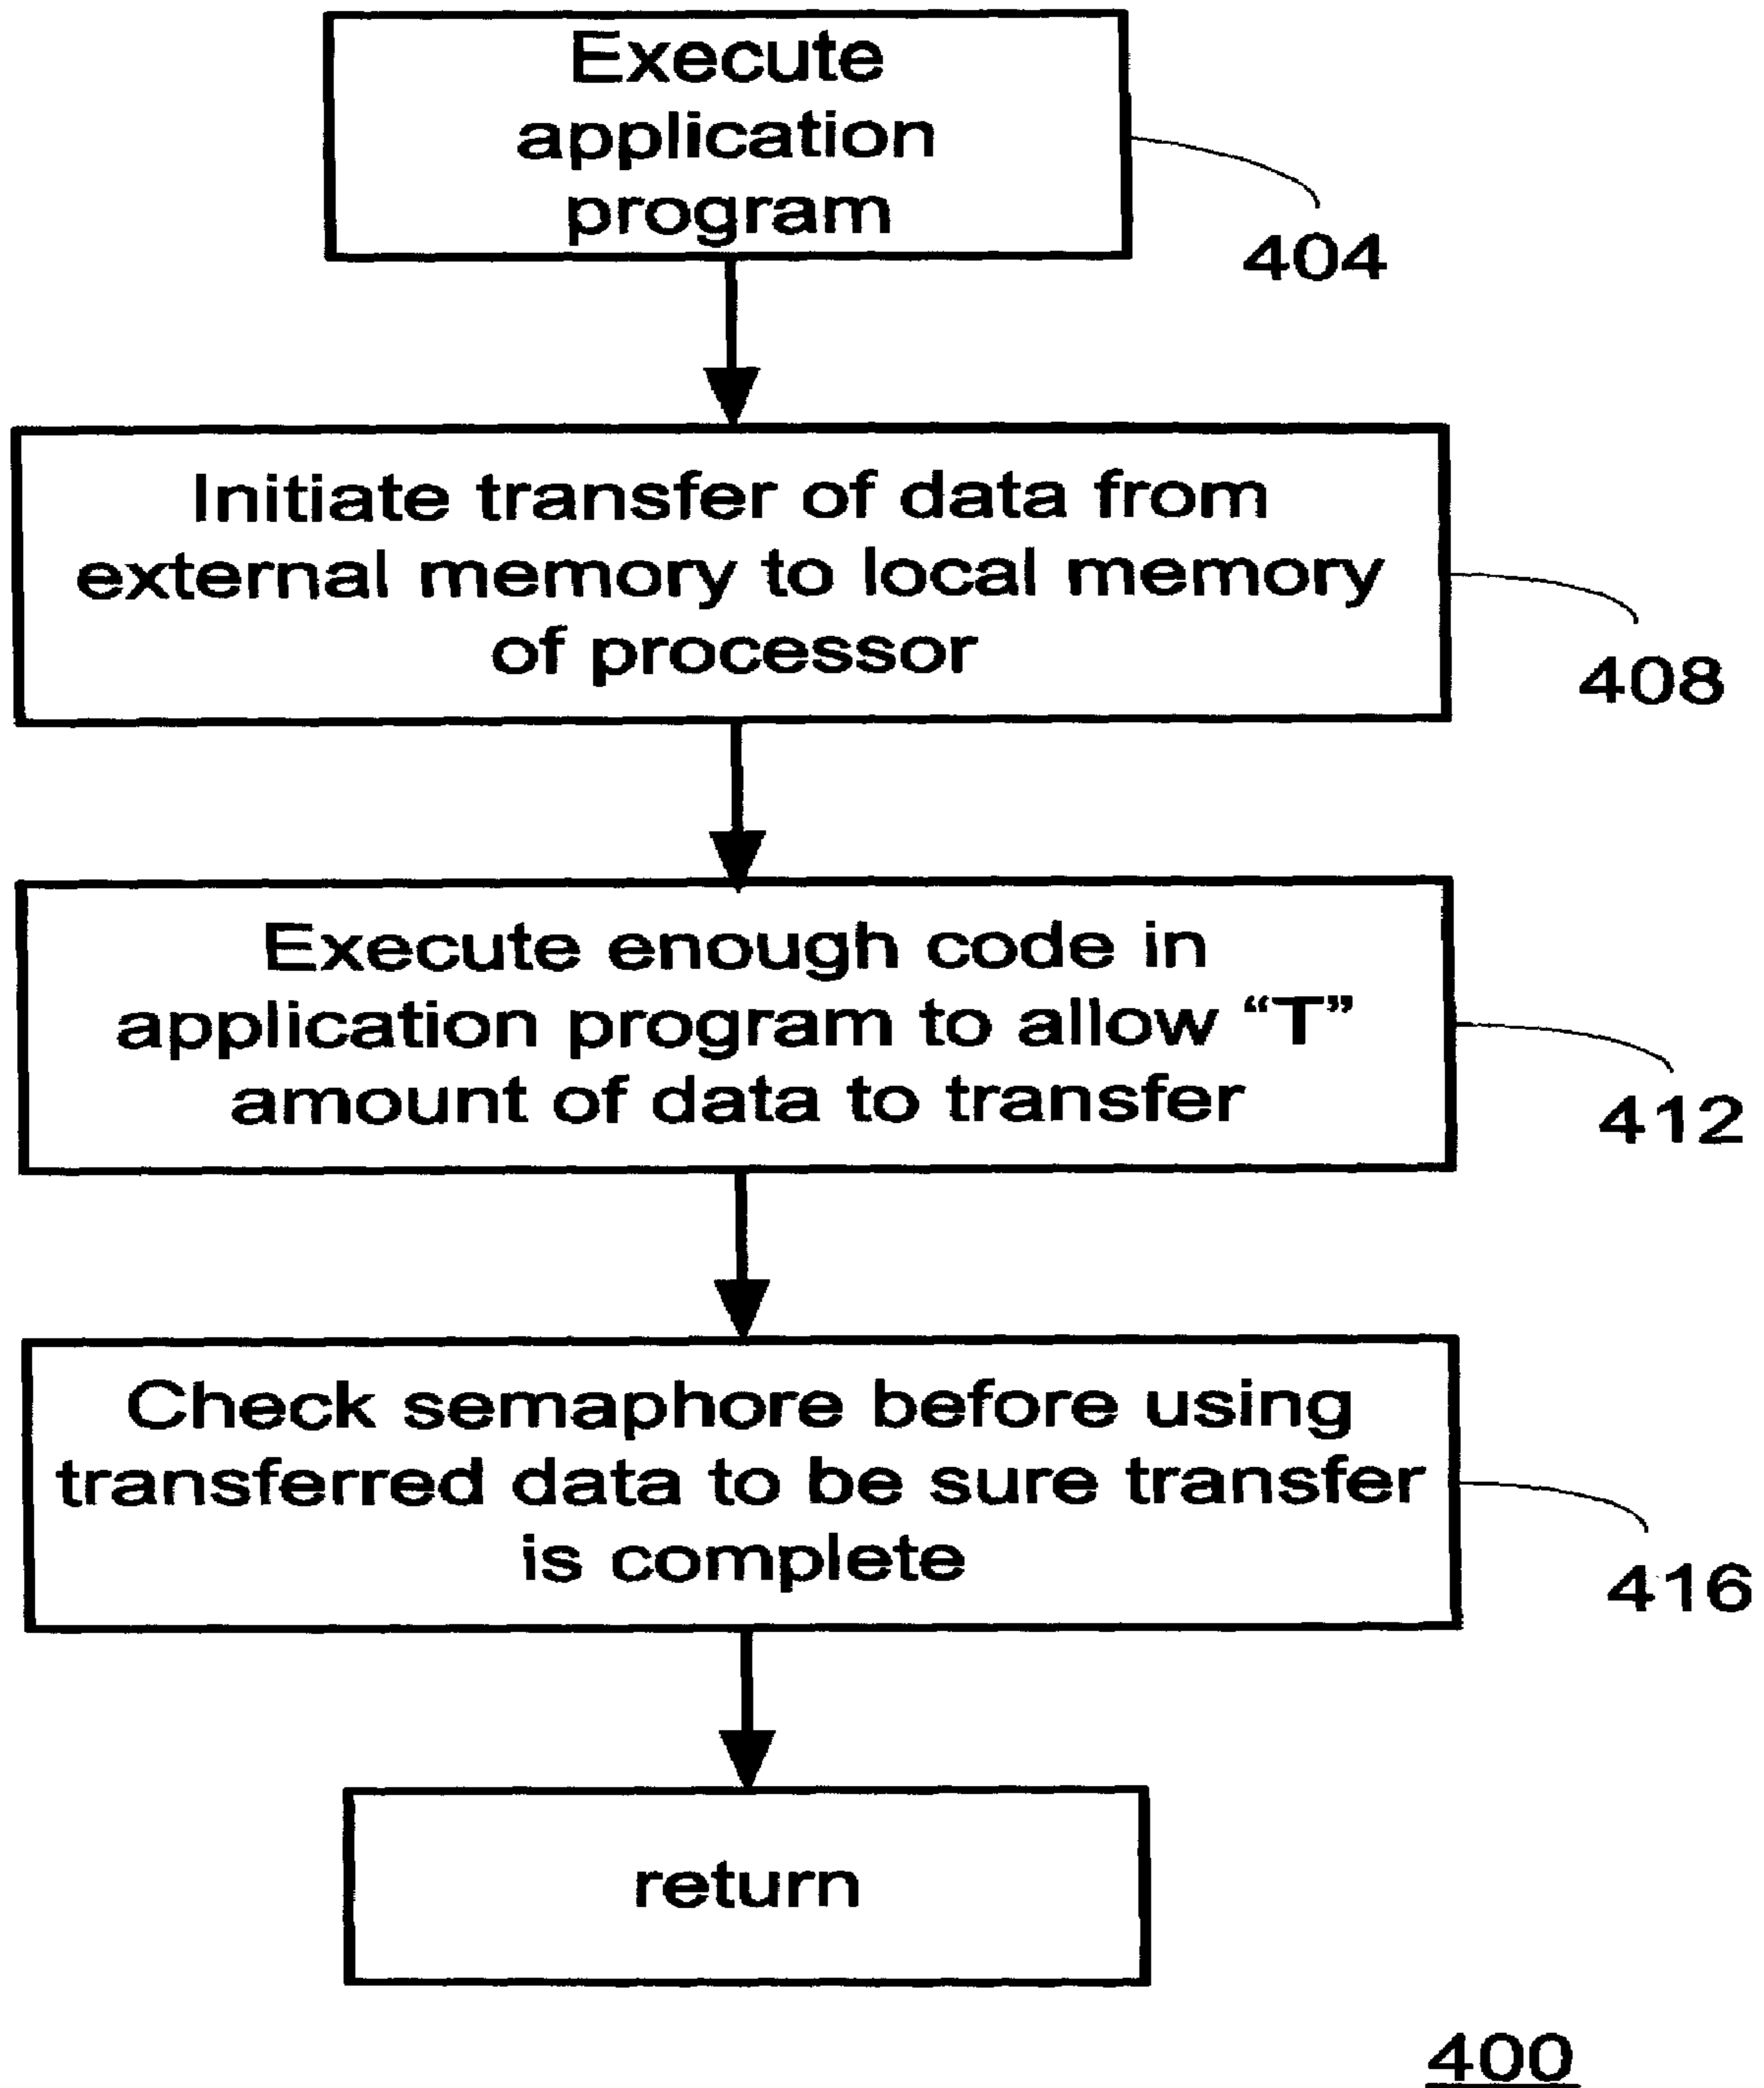 Execute
application
program
404
Initiate transfer of data from
external memory to local memory
of processor
408
Execute enough code in
application program to allow “T”
amount of data to transfer
412
Check semaphore before using
transferred data to be sure transfer
is complete
416
return
400